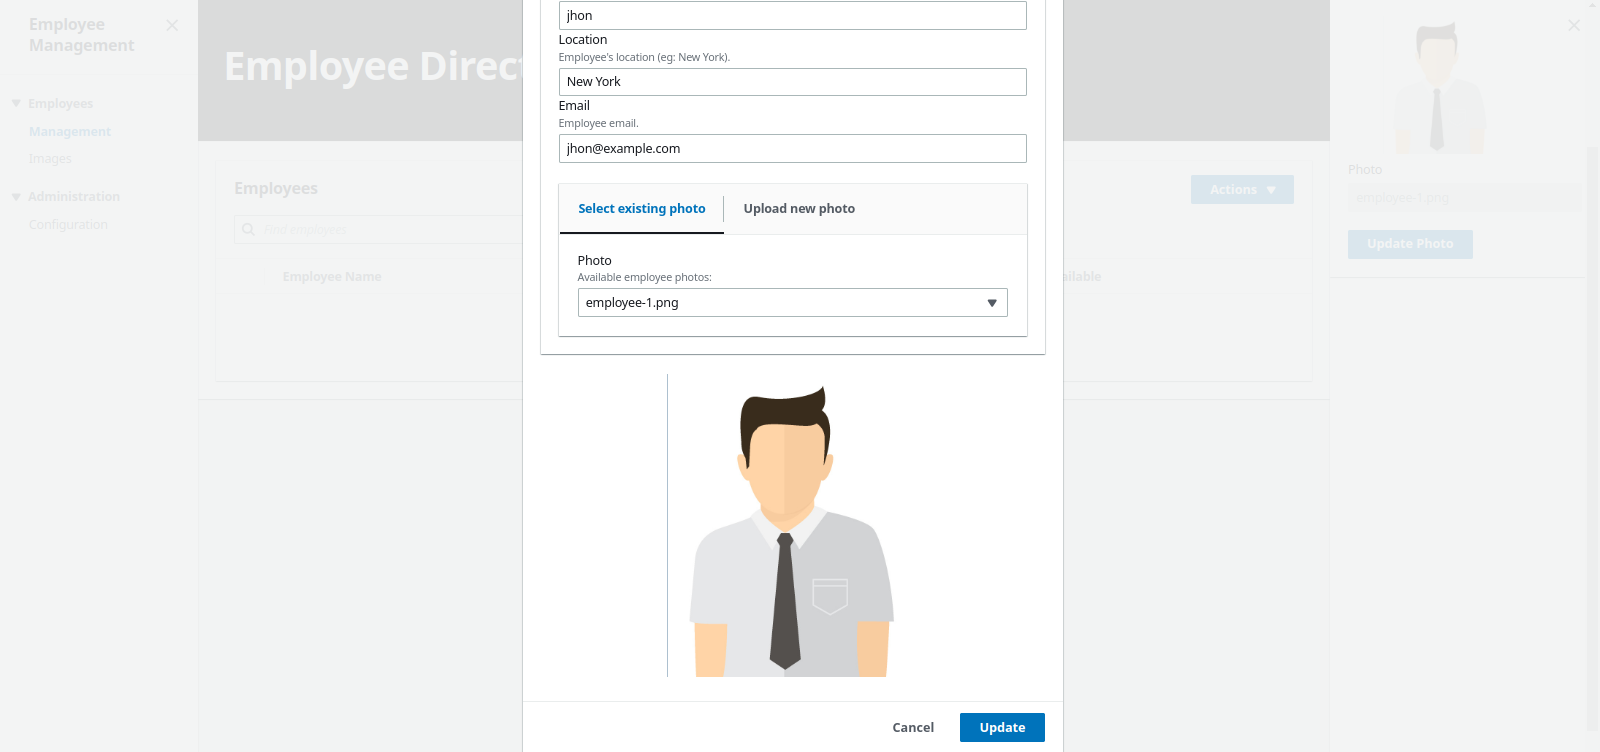 Employee
Management
Employees
Management
Images
Administration
Configuration
Employee Direct
Employees
Find employees
Employee Name
Actions
ilable
jhon
Location
Employee's location (eg: New York).
New York
Email
Employee email.
jhon@example.com
Select existing photo
Upload new photo
Photo
Available employee photos:
employee-1.png
Cancel
Update
Photo
employee-1.png
Update Photo